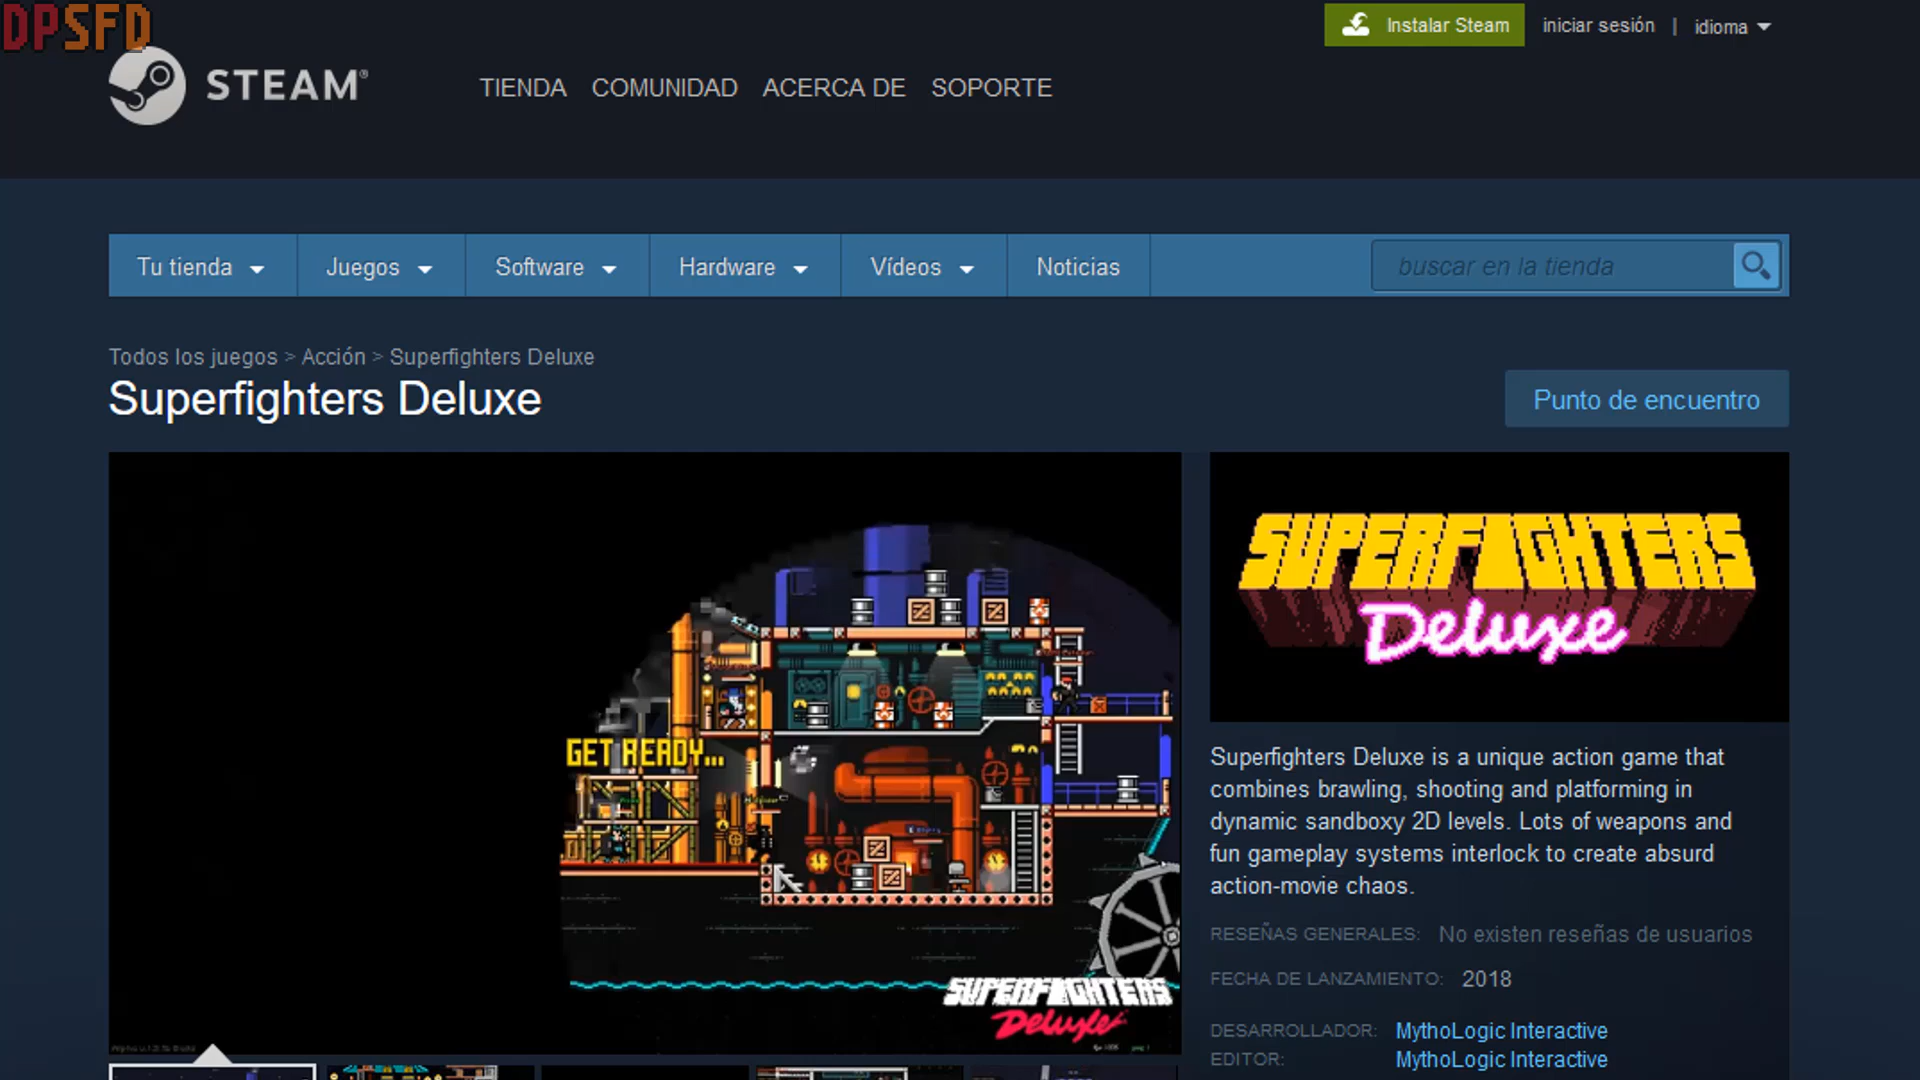 DPSFD
Instalar Steam
iniciar sesión | idioma
STEAM®
TIENDA COMUNIDAD ACERCA DE SOPORTE
Tu tienda Juegos Software Hardware Vídeos Noticias
buscar en la tienda
Todos los juegos > Acción > Superfighters Deluxe
Superfighters Deluxe
Punto de encuentro
GET READY...
SUPERFIGHTERS
Deluxe
SUPERFIGHTERS
Deluxe
Superfighters Deluxe is a unique action game that
combines brawling, shooting and platforming in
dynamic sandboxy 2D levels. Lots of weapons and
fun gameplay systems interlock to create absurd
action-movie chaos.
RESEÑAS GENERALES: No existen reseñas de usuarios
FECHA DE LANZAMIENTO: 2018
DESARROLLADOR: MythoLogic Interactive
EDITOR: MythoLogic Interactive